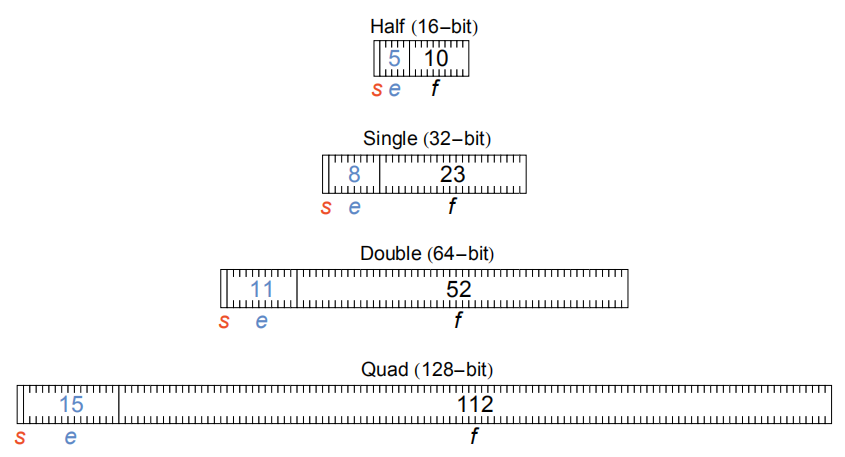 Half (16−bit)
5 10
s e f
Single (32−bit)
8 23
s e f
Double (64−bit)
11 52
s e f
Quad (128−bit)
15 112
s e f